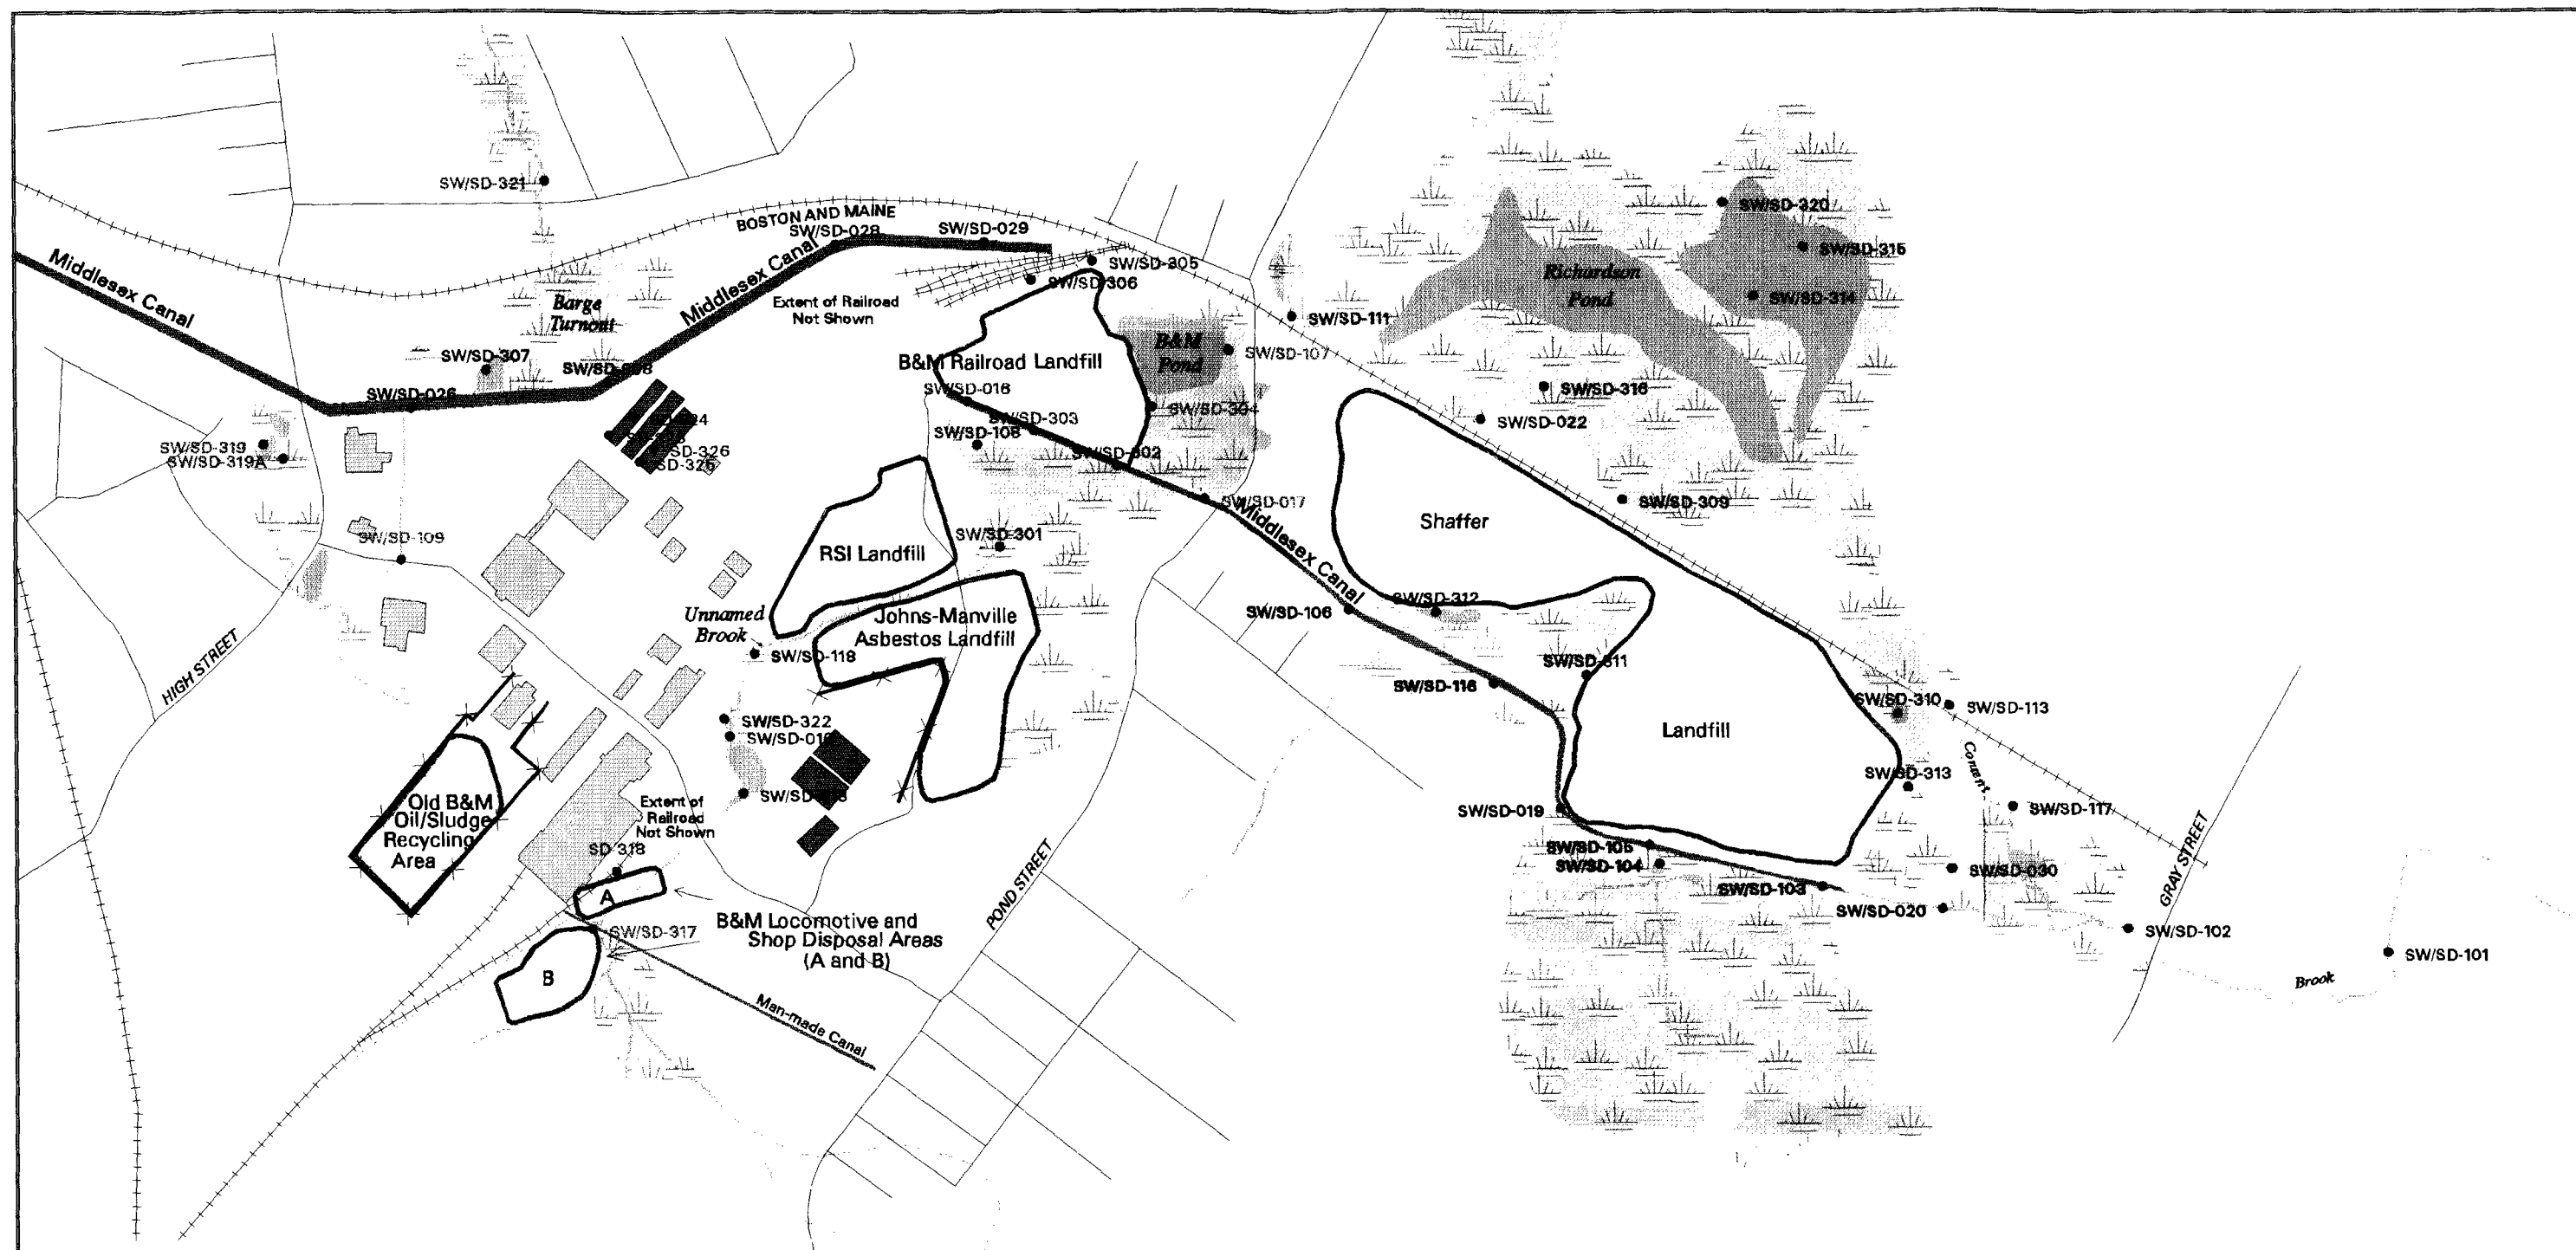 SW/SD-321
BOSTON AND MAINE
SW/SD-028
SW/SD-029
SW/SD-305
SW/SD-306
Middlesex Canal
Middlesex Canal
Barge
Turnout
Extent of Railroad
Not Shown
SW/SD-307
SW/SD-026
B&M Railroad Landfill
B&M
Pond
SW/SD-107
SW/SD-111
SW/SD-320
SW/SD-315
SW/SD-314
Richardson
Pond
SW/SD-316
SW/SD-022
SW/SD-309
SW/SD-016
SW/SD-303
SW/SD-108
SW/SD-304
SW/SD-302
SW/SD-017
SW/SD-319
SW/SD-319A
SD-326
SD-325
SW/SD-109
SW/SD-301
RSI Landfill
Middlesex Canal
Shaffer
SW/SD-106
SW/SD-312
Unnamed
Brook
Johns-Manville
Asbestos Landfill
SW/SD-118
SW/SD-311
SW/SD-116
HIGH STREET
SW/SD-322
Landfill
SW/SD-310
SW/SD-113
Old B&M
Oil/Sludge
Recycling
Area
Extent of
Railroad
Not Shown
SD-318
SW/SD-313
SW/SD-019
SW/SD-117
SW/SD-105
SW/SD-104
SW/SD-103
SW/SD-030
SW/SD-020
SW/SD-102
SW/SD-101
POND STREET
GRAY STREET
A
B
SW/SD-317
B&M Locomotive and
Shop Disposal Areas
(A and B)
Man-made Canal
Brook